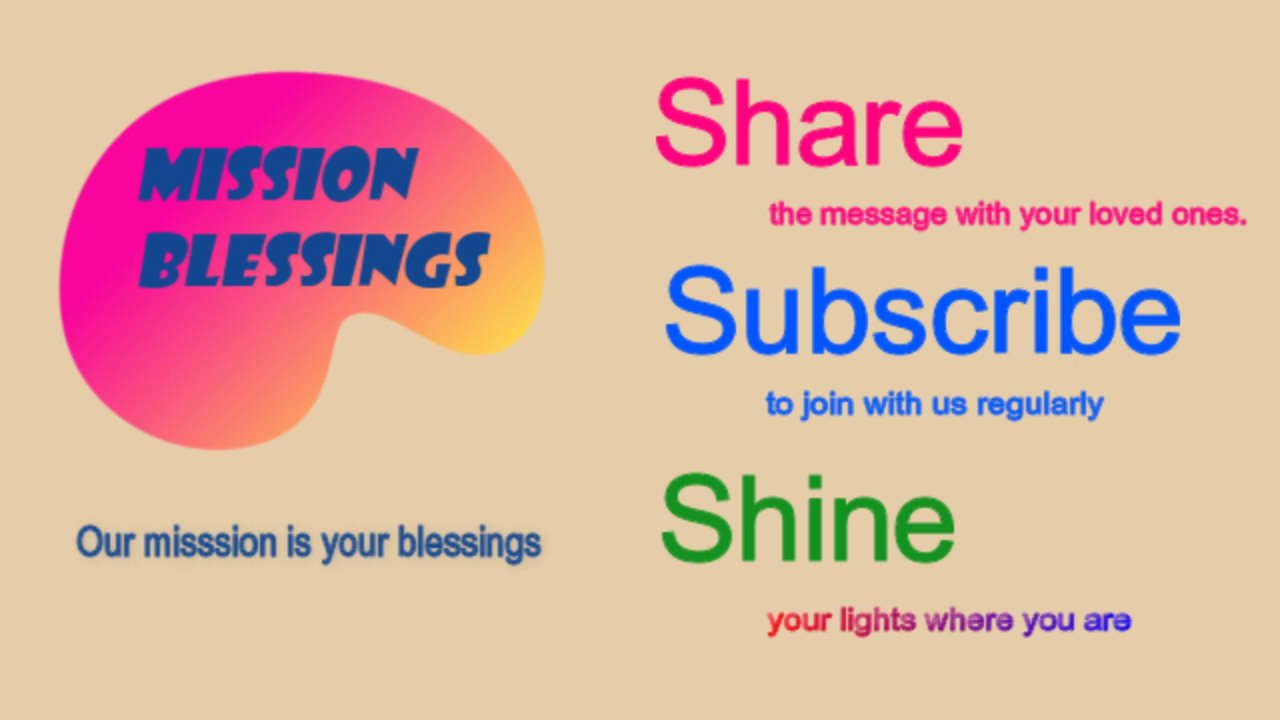 MISSION
BLESSINGS
Our misssion is your blessings
Share
the message with your loved ones.
Subscribe
to join with us regularly
Shine
your lights where you are